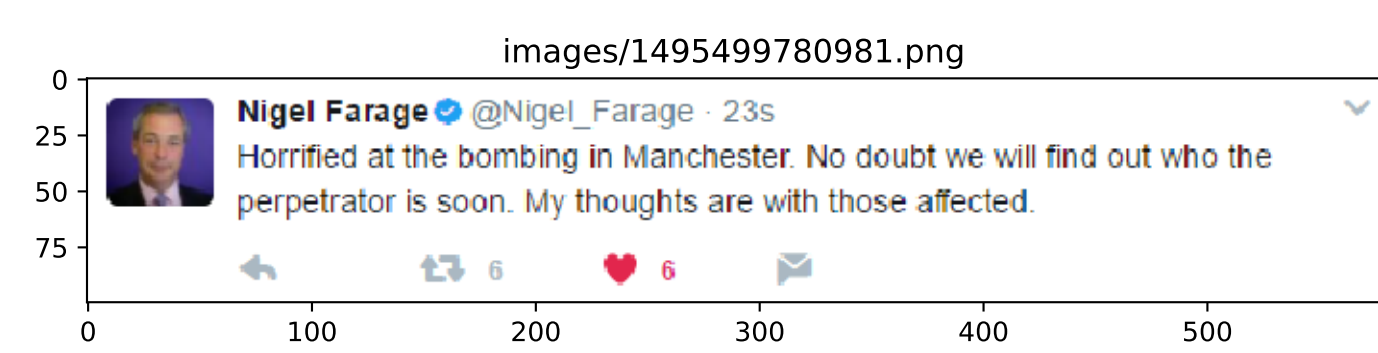 images/1495499780981.png
0
25
50
75
Nigel Farage @Nigel_Farage · 23s
Horrified at the bombing in Manchester. No doubt we will find out who the
perpetrator is soon. My thoughts are with those affected.
6 6
0 100 200 300 400 500